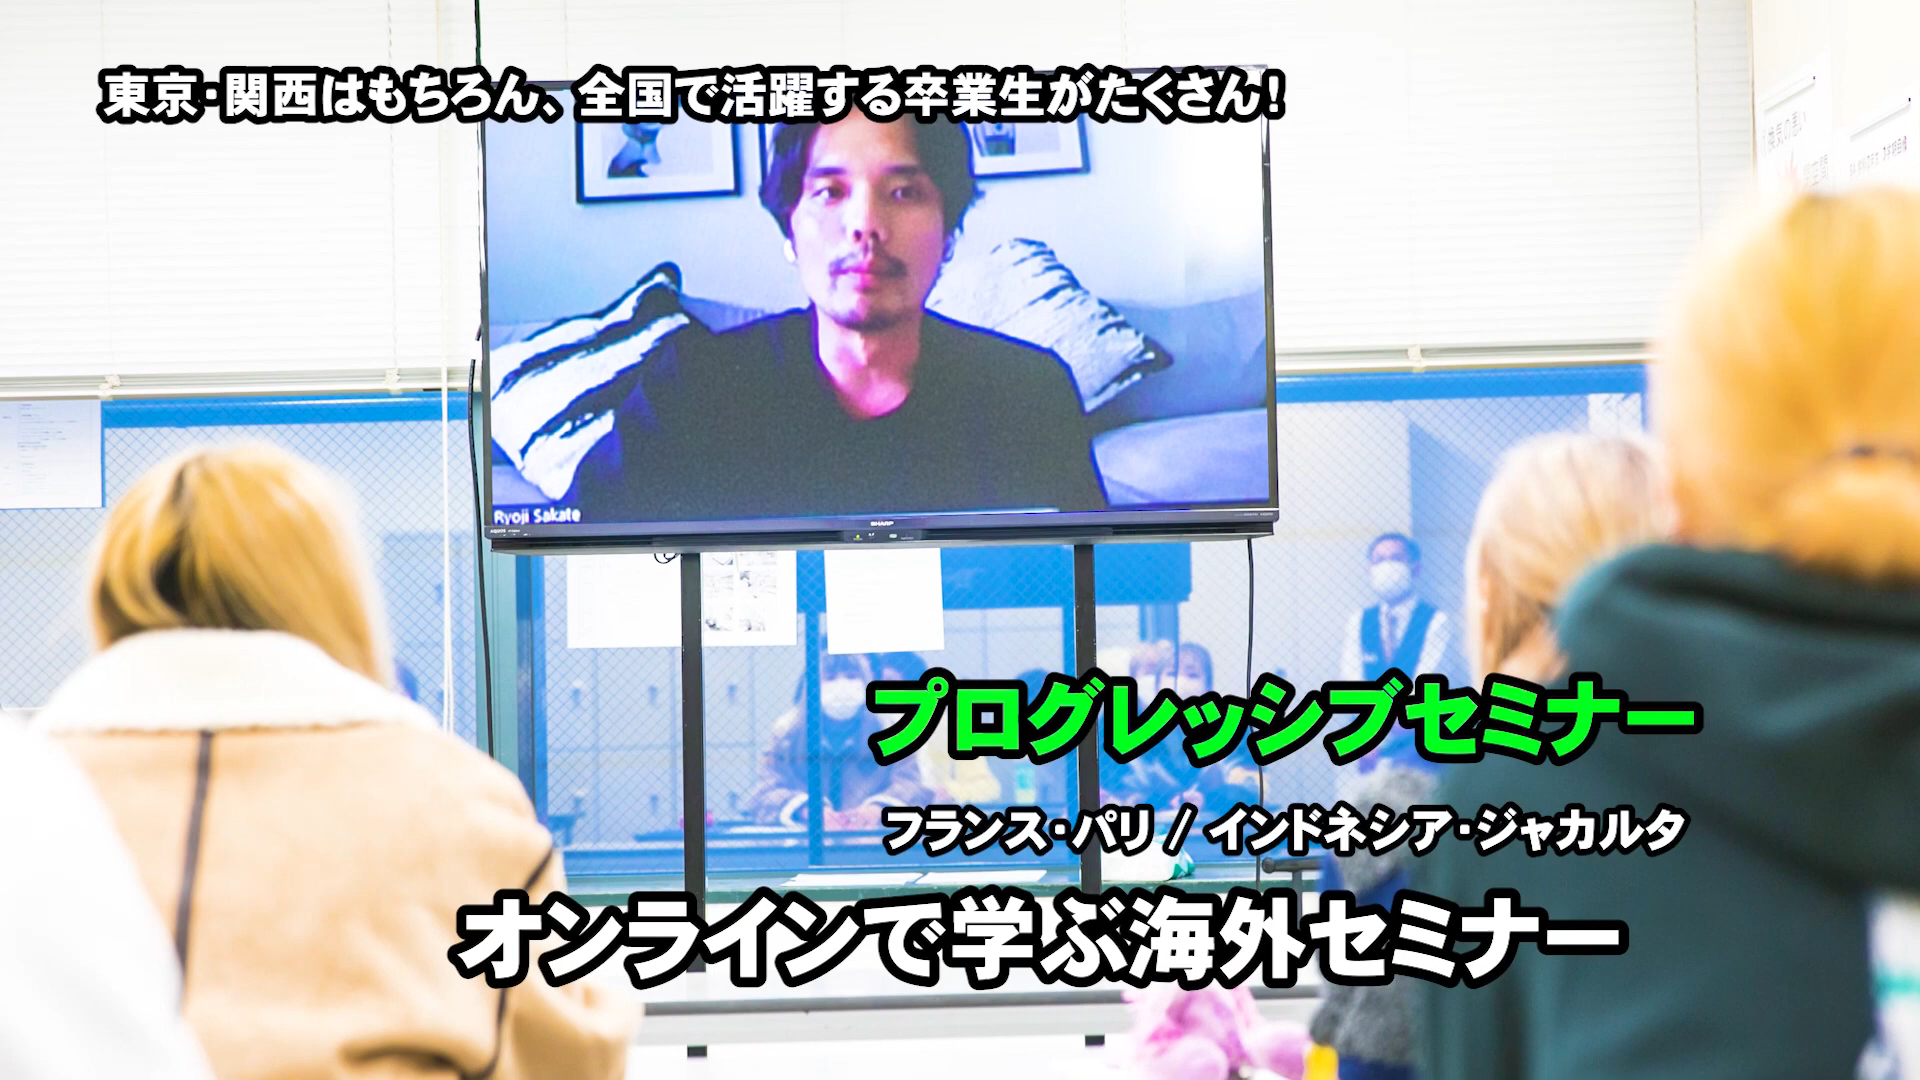 東京・関西はもちろん、全国で活躍する卒業生がたくさん！
Ryoji Sakate
SHARP
プログレッシブセミナー
フランス・パリ / インドネシア・ジャカルタ
オンラインで学ぶ海外セミナー